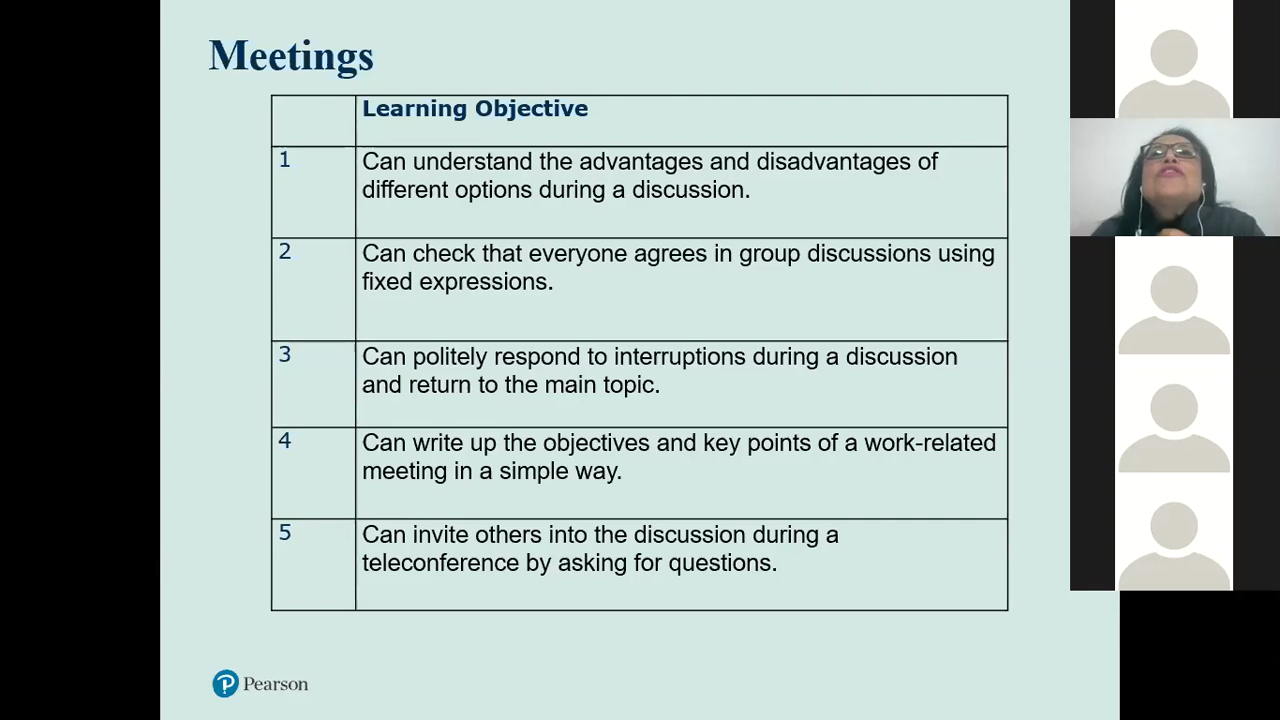 Meetings
Learning Objective
1
Can understand the advantages and disadvantages of
different options during a discussion.
2
Can check that everyone agrees in group discussions using
fixed expressions.
3
Can politely respond to interruptions during a discussion
and return to the main topic.
4
Can write up the objectives and key points of a work-related
meeting in a simple way.
5
Can invite others into the discussion during a
teleconference by asking for questions.
Pearson